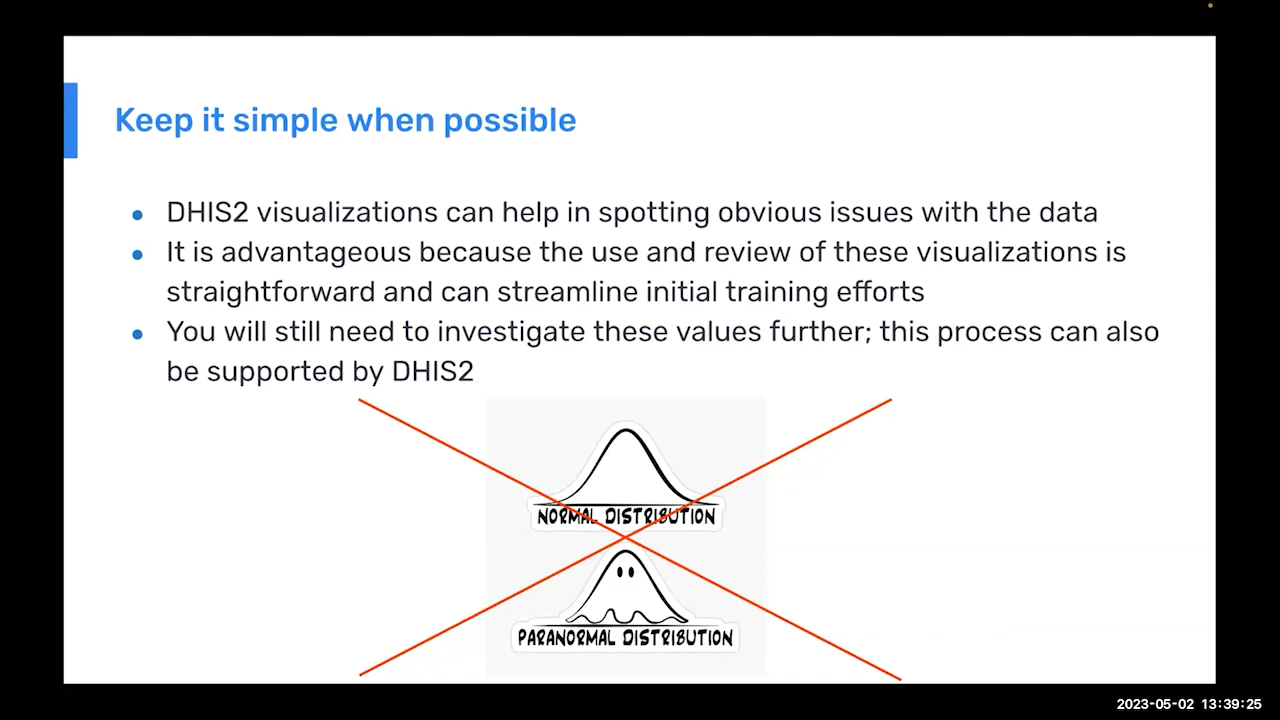 Keep it simple when possible
DHIS2 visualizations can help in spotting obvious issues with the data
It is advantageous because the use and review of these visualizations is
straightforward and can streamline initial training efforts
You will still need to investigate these values further; this process can also
be supported by DHIS2
NORMAL DISTRIBUTION
PARANORMAL DISTRIBUTION
2023-05-02 13:39:25